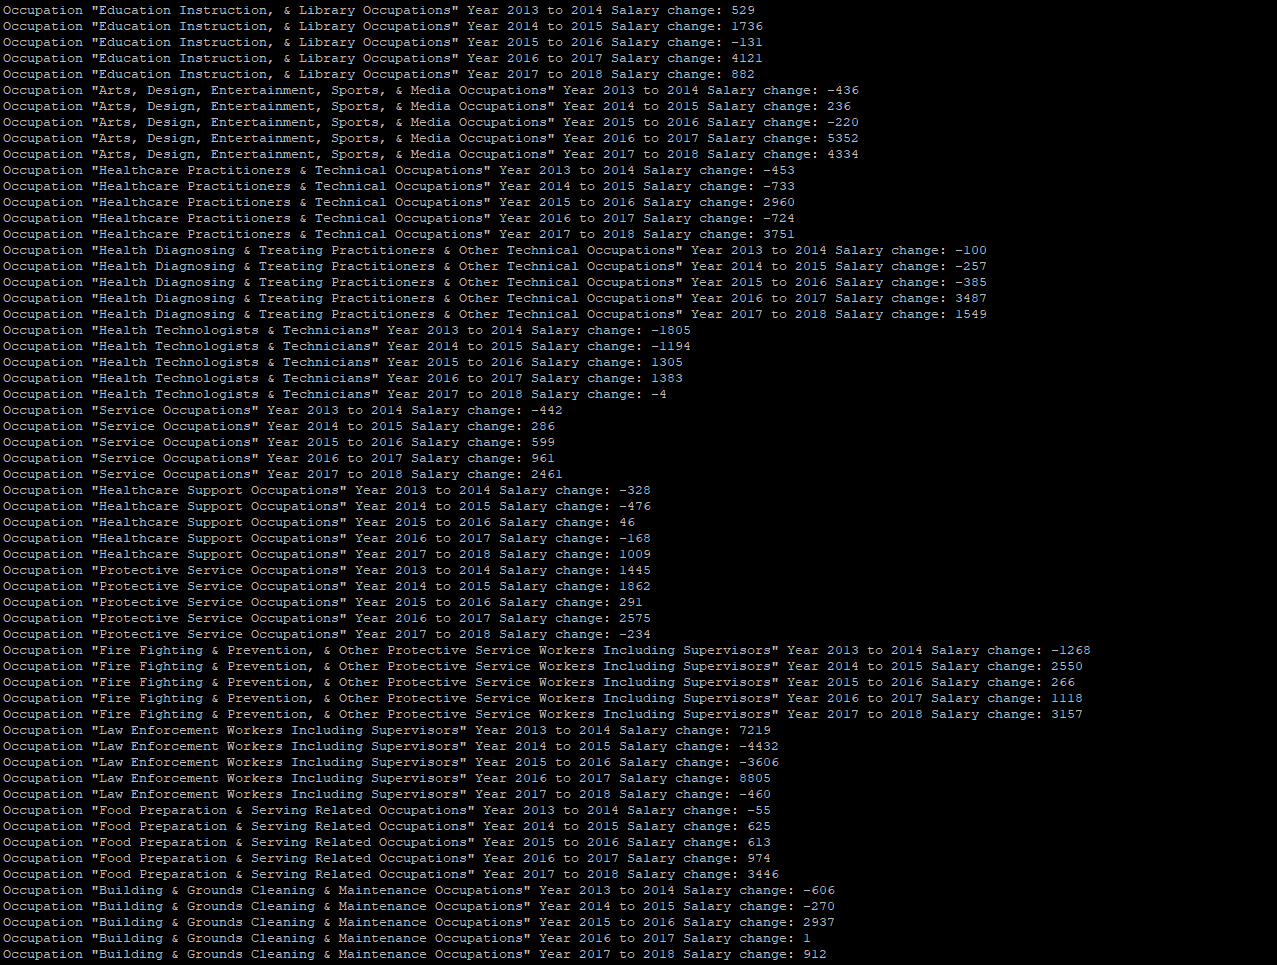 Occupation "Education Instruction, & Library Occupations" Year 2013 to 2014 Salary change: 529
Occupation "Education Instruction, & Library Occupations" Year 2014 to 2015 Salary change: 1736
Occupation "Education Instruction, & Library Occupations" Year 2015 to 2016 Salary change: -131
Occupation "Education Instruction, & Library Occupations" Year 2016 to 2017 Salary change: 4121
Occupation "Education Instruction, & Library Occupations" Year 2017 to 2018 Salary change: 882
Occupation "Arts, Design, Entertainment, Sports, & Media Occupations" Year 2013 to 2014 Salary change: -436
Occupation "Arts, Design, Entertainment, Sports, & Media Occupations" Year 2014 to 2015 Salary change: 236
Occupation "Arts, Design, Entertainment, Sports, & Media Occupations" Year 2015 to 2016 Salary change: -220
Occupation "Arts, Design, Entertainment, Sports, & Media Occupations" Year 2016 to 2017 Salary change: 5352
Occupation "Arts, Design, Entertainment, Sports, & Media Occupations" Year 2017 to 2018 Salary change: 4334
Occupation "Healthcare Practitioners & Technical Occupations" Year 2013 to 2014 Salary change: -453
Occupation "Healthcare Practitioners & Technical Occupations" Year 2014 to 2015 Salary change: -733
Occupation "Healthcare Practitioners & Technical Occupations" Year 2015 to 2016 Salary change: 2960
Occupation "Healthcare Practitioners & Technical Occupations" Year 2016 to 2017 Salary change: -724
Occupation "Healthcare Practitioners & Technical Occupations" Year 2017 to 2018 Salary change: 3751
Occupation "Health Diagnosing & Treating Practitioners & Other Technical Occupations" Year 2013 to 2014 Salary change: -100
Occupation "Health Diagnosing & Treating Practitioners & Other Technical Occupations" Year 2014 to 2015 Salary change: -257
Occupation "Health Diagnosing & Treating Practitioners & Other Technical Occupations" Year 2015 to 2016 Salary change: -385
Occupation "Health Diagnosing & Treating Practitioners & Other Technical Occupations" Year 2016 to 2017 Salary change: 3487
Occupation "Health Diagnosing & Treating Practitioners & Other Technical Occupations" Year 2017 to 2018 Salary change: 1549
Occupation "Health Technologists & Technicians" Year 2013 to 2014 Salary change: -1805
Occupation "Health Technologists & Technicians" Year 2014 to 2015 Salary change: -1194
Occupation "Health Technologists & Technicians" Year 2015 to 2016 Salary change: 1305
Occupation "Health Technologists & Technicians" Year 2016 to 2017 Salary change: 1383
Occupation "Health Technologists & Technicians" Year 2017 to 2018 Salary change: -4
Occupation "Service Occupations" Year 2013 to 2014 Salary change: -442
Occupation "Service Occupations" Year 2014 to 2015 Salary change: 286
Occupation "Service Occupations" Year 2015 to 2016 Salary change: 599
Occupation "Service Occupations" Year 2016 to 2017 Salary change: 961
Occupation "Service Occupations" Year 2017 to 2018 Salary change: 2461
Occupation "Healthcare Support Occupations" Year 2013 to 2014 Salary change: -328
Occupation "Healthcare Support Occupations" Year 2014 to 2015 Salary change: -476
Occupation "Healthcare Support Occupations" Year 2015 to 2016 Salary change: 46
Occupation "Healthcare Support Occupations" Year 2016 to 2017 Salary change: -168
Occupation "Healthcare Support Occupations" Year 2017 to 2018 Salary change: 1009
Occupation "Protective Service Occupations" Year 2013 to 2014 Salary change: 1445
Occupation "Protective Service Occupations" Year 2014 to 2015 Salary change: 1862
Occupation "Protective Service Occupations" Year 2015 to 2016 Salary change: 291
Occupation "Protective Service Occupations" Year 2016 to 2017 Salary change: 2575
Occupation "Protective Service Occupations" Year 2017 to 2018 Salary change: -234
Occupation "Fire Fighting & Prevention, & Other Protective Service Workers Including Supervisors" Year 2013 to 2014 Salary change: -1268
Occupation "Fire Fighting & Prevention, & Other Protective Service Workers Including Supervisors" Year 2014 to 2015 Salary change: 2550
Occupation "Fire Fighting & Prevention, & Other Protective Service Workers Including Supervisors" Year 2015 to 2016 Salary change: 266
Occupation "Fire Fighting & Prevention, & Other Protective Service Workers Including Supervisors" Year 2016 to 2017 Salary change: 1118
Occupation "Fire Fighting & Prevention, & Other Protective Service Workers Including Supervisors" Year 2017 to 2018 Salary change: 3157
Occupation "Law Enforcement Workers Including Supervisors" Year 2013 to 2014 Salary change: 7219
Occupation "Law Enforcement Workers Including Supervisors" Year 2014 to 2015 Salary change: -4432
Occupation "Law Enforcement Workers Including Supervisors" Year 2015 to 2016 Salary change: -3606
Occupation "Law Enforcement Workers Including Supervisors" Year 2016 to 2017 Salary change: 8805
Occupation "Law Enforcement Workers Including Supervisors" Year 2017 to 2018 Salary change: -460
Occupation "Food Preparation & Serving Related Occupations" Year 2013 to 2014 Salary change: -55
Occupation "Food Preparation & Serving Related Occupations" Year 2014 to 2015 Salary change: 625
Occupation "Food Preparation & Serving Related Occupations" Year 2015 to 2016 Salary change: 613
Occupation "Food Preparation & Serving Related Occupations" Year 2016 to 2017 Salary change: 974
Occupation "Food Preparation & Serving Related Occupations" Year 2017 to 2018 Salary change: 3446
Occupation "Building & Grounds Cleaning & Maintenance Occupations" Year 2013 to 2014 Salary change: -606
Occupation "Building & Grounds Cleaning & Maintenance Occupations" Year 2014 to 2015 Salary change: -270
Occupation "Building & Grounds Cleaning & Maintenance Occupations" Year 2015 to 2016 Salary change: 2937
Occupation "Building & Grounds Cleaning & Maintenance Occupations" Year 2016 to 2017 Salary change: 1
Occupation "Building & Grounds Cleaning & Maintenance Occupations" Year 2017 to 2018 Salary change: 912